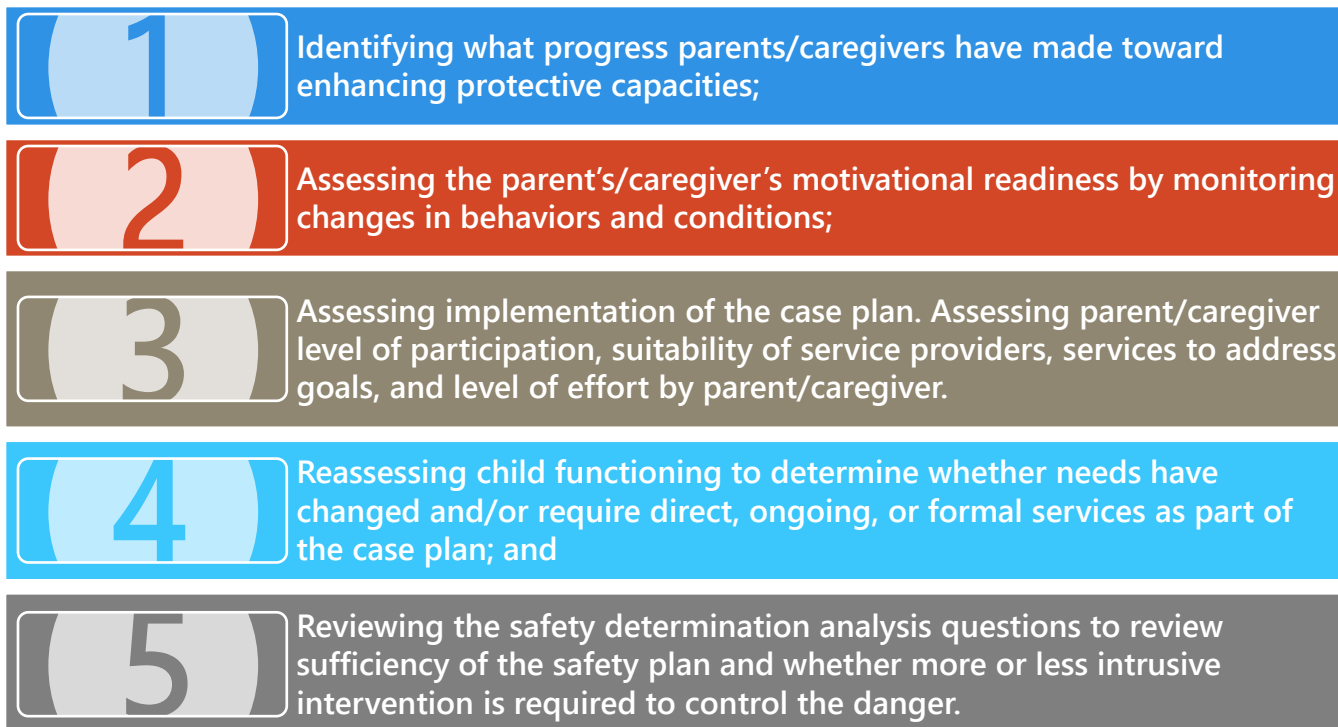 1
Identifying what progress parents/caregivers have made toward
enhancing protective capacities;
2
Assessing the parent’s/caregiver’s motivational readiness by monitoring
changes in behaviors and conditions;
3
Assessing implementation of the case plan. Assessing parent/caregiver
level of participation, suitability of service providers, services to address
goals, and level of effort by parent/caregiver.
4
Reassessing child functioning to determine whether needs have
changed and/or require direct, ongoing, or formal services as part of
the case plan; and
5
Reviewing the safety determination analysis questions to review
sufficiency of the safety plan and whether more or less intrusive
intervention is required to control the danger.